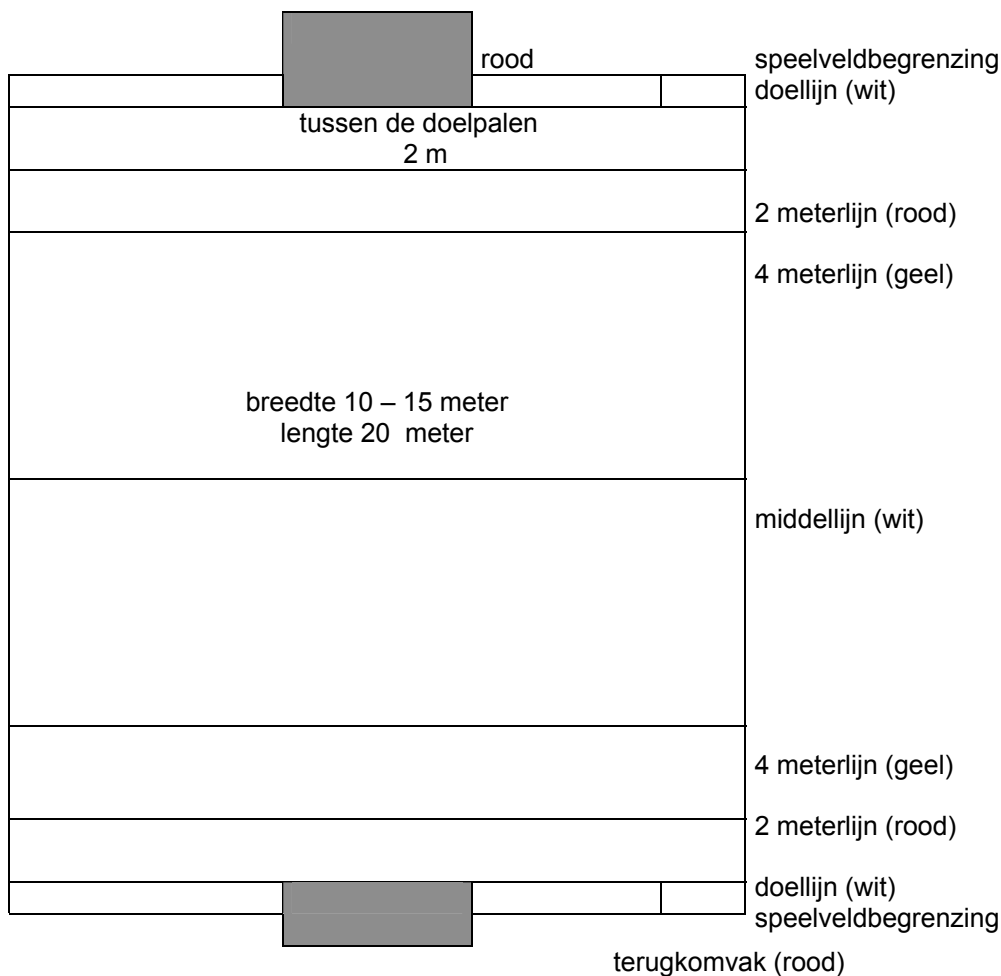 rood
speelveldbegrenzing
doellijn (wit)
tussen de doelpalen
2 m
2 meterlijn (rood)
4 meterlijn (geel)
breedte 10 – 15 meter
lengte 20 meter
middellijn (wit)
4 meterlijn (geel)
2 meterlijn (rood)
doellijn (wit)
speelveldbegrenzing
terugkomvak (rood)